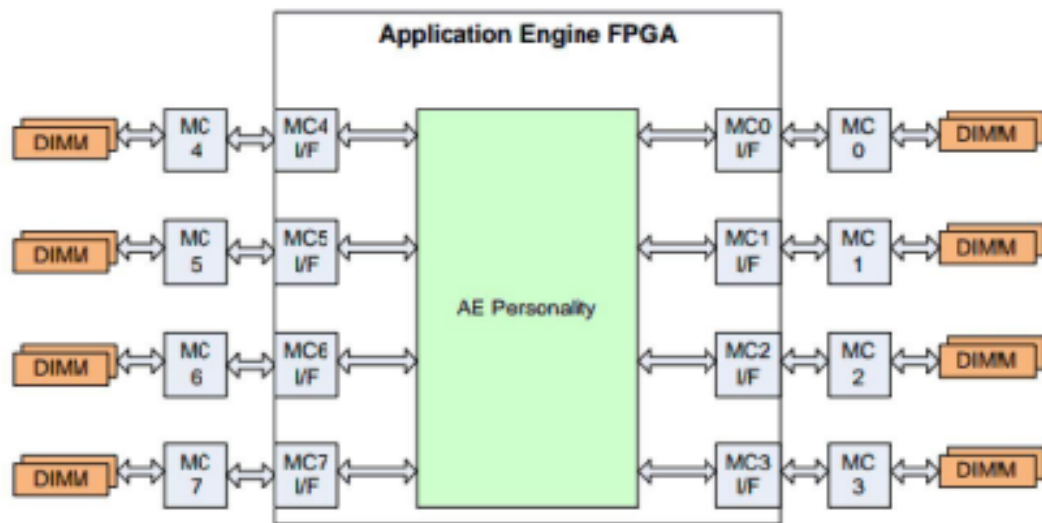 Application Engine FPGA
DIMM
MC
4
MC4
I/F
MC0
I/F
MC
0
DIMM
DIMM
MC
5
MC5
I/F
MC1
I/F
MC
1
DIMM
AE Personality
DIMM
MC
6
MC6
I/F
MC2
I/F
MC
2
DIMM
DIMM
MC
7
MC7
I/F
MC3
I/F
MC
3
DIMM